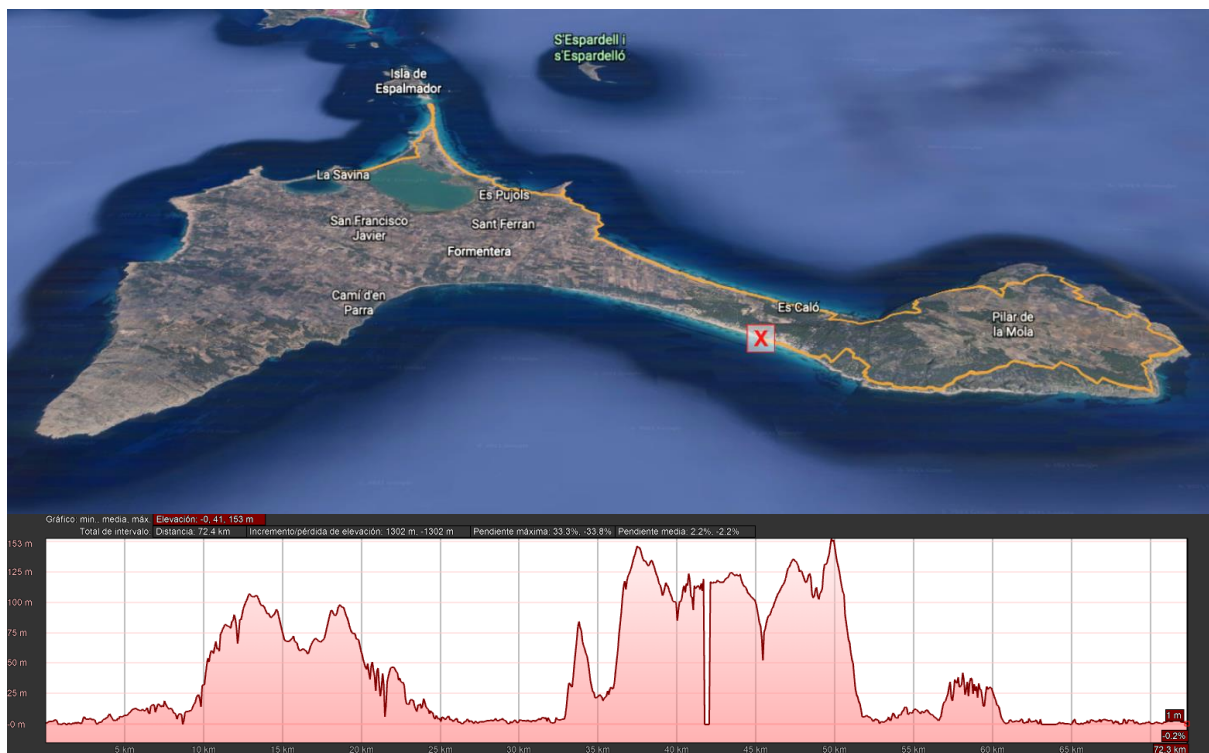 S'Espardell i
s'Espardelló
Isla de
Espalmador
La Savina
Es Pujols
San Francisco
Javier
Sant Ferran
Formentera
Camí d'en
Parra
Es Caló
Pilar de
la Mola
X
Gráfico: mín., media, máx. Elevación: -0, 41, 153 m
Total de intervalo Distancia: 72.4 km Incremento/pérdida de elevación: 1302 m, -1302 m Pendiente máxima: 33.3%, -33.8% Pendiente media: 2.2%, -2.2%
153 m
125 m
100 m
75 m
50 m
25 m
-0 m
1 m
-0.2%
5 km 10 km 15 km 20 km 25 km 30 km 35 km 40 km 45 km 50 km 55 km 60 km 65 km 72.3 km